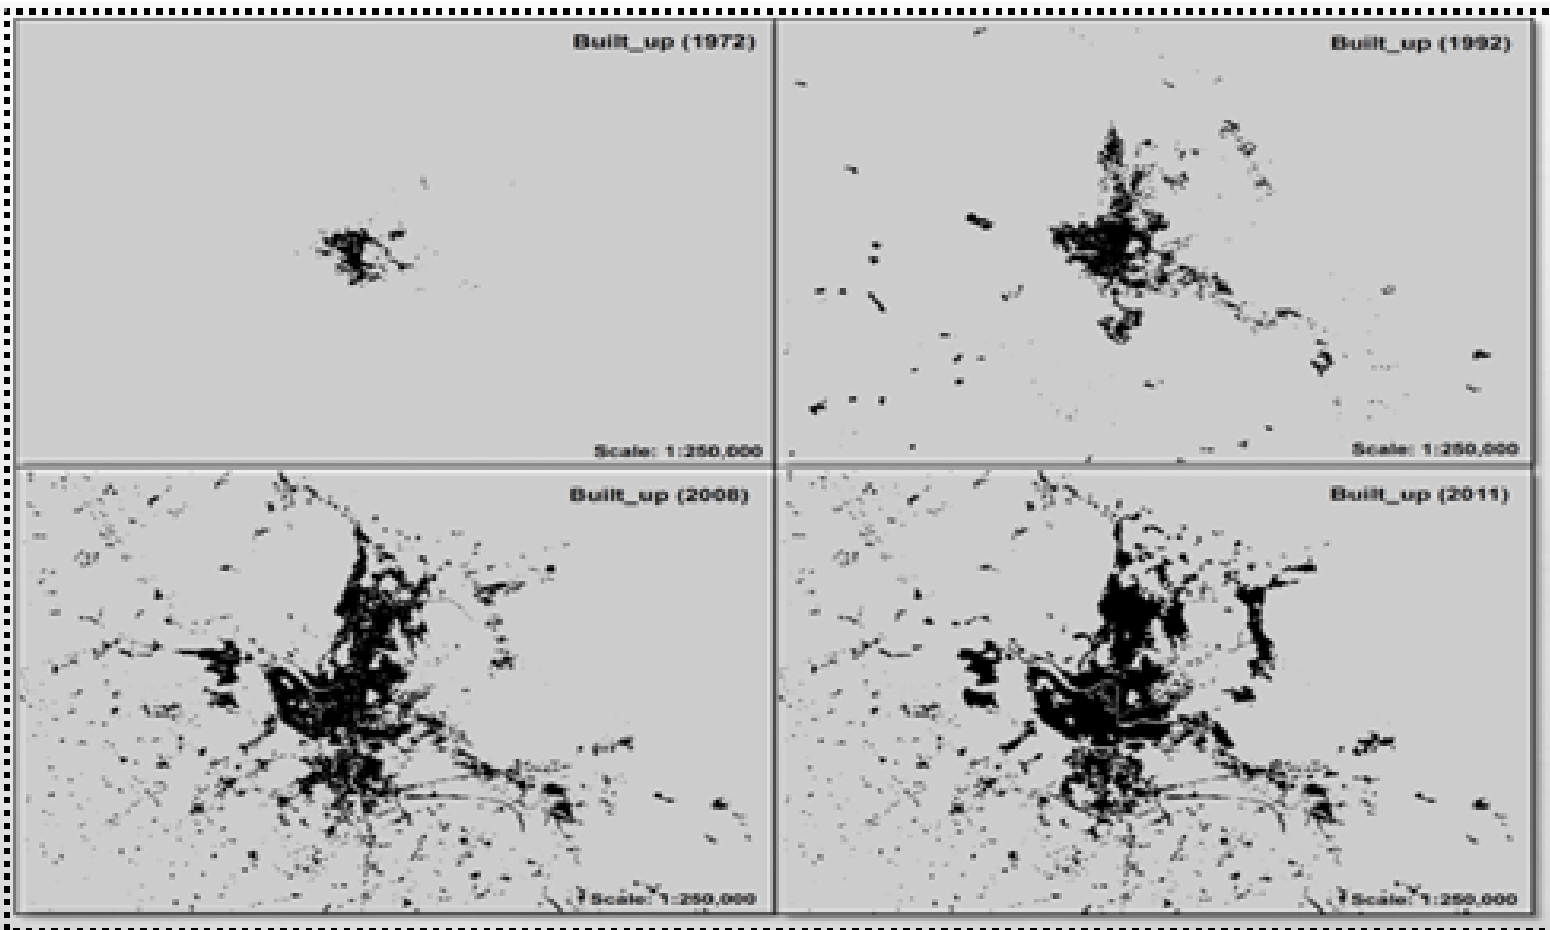 Built_up (1972)
Built_up (1992)
Scale: 1:250,000
Scale: 1:250,000
Built_up (2008)
Built_up (2011)
Scale: 1:250,000
Scale: 1:250,000